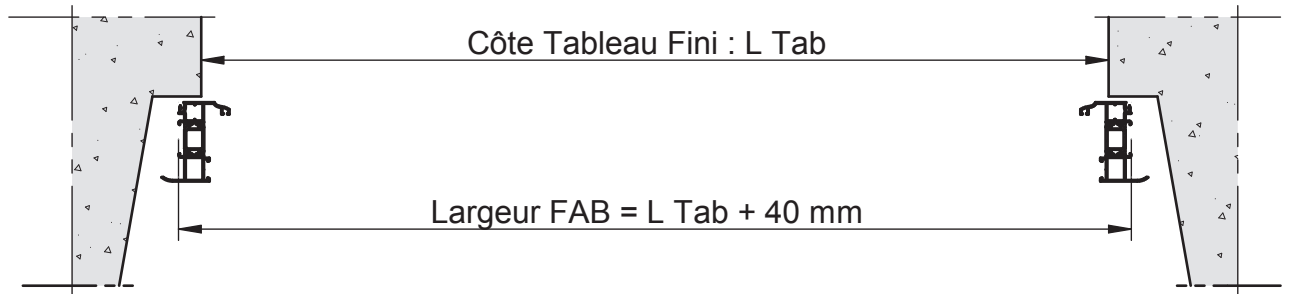 Côte Tableau Fini : L Tab
Largeur FAB = L Tab + 40 mm